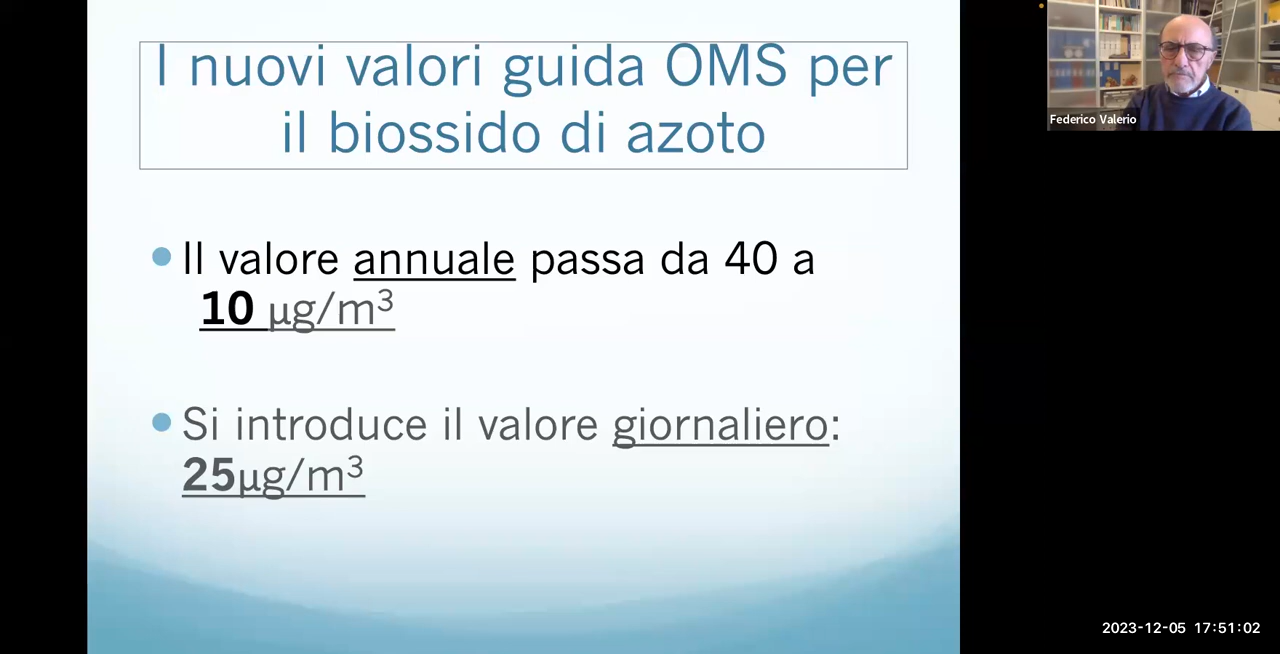 I nuovi valori guida OMS per
il biossido di azoto
Il valore annuale passa da 40 a
10 µg/m³
Si introduce il valore giornaliero:
25µg/m³
Federico Valerio
2023-12-05 17:51:02